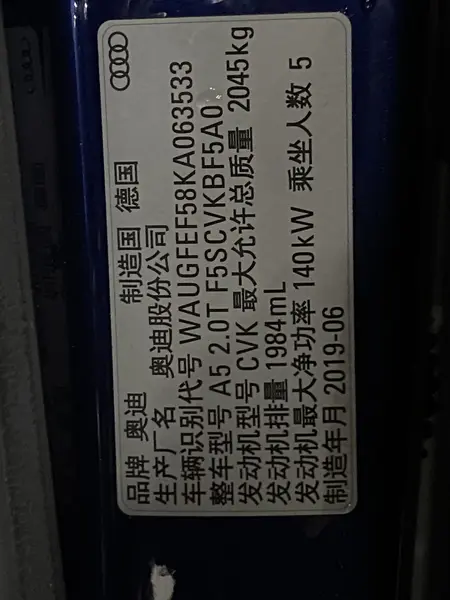 品牌 奥迪 制造国 德国
生产厂名 奥迪股份公司
车辆识别代号 WAUGFEF58KA063533
整车型号 A5 2.0T F5SCVKBF5A0
发动机型号 CVK 最大允许总质量 2045kg
发动机排量 1984mL
发动机最大净功率 140kW 乘坐人数 5
制造年月 2019-06